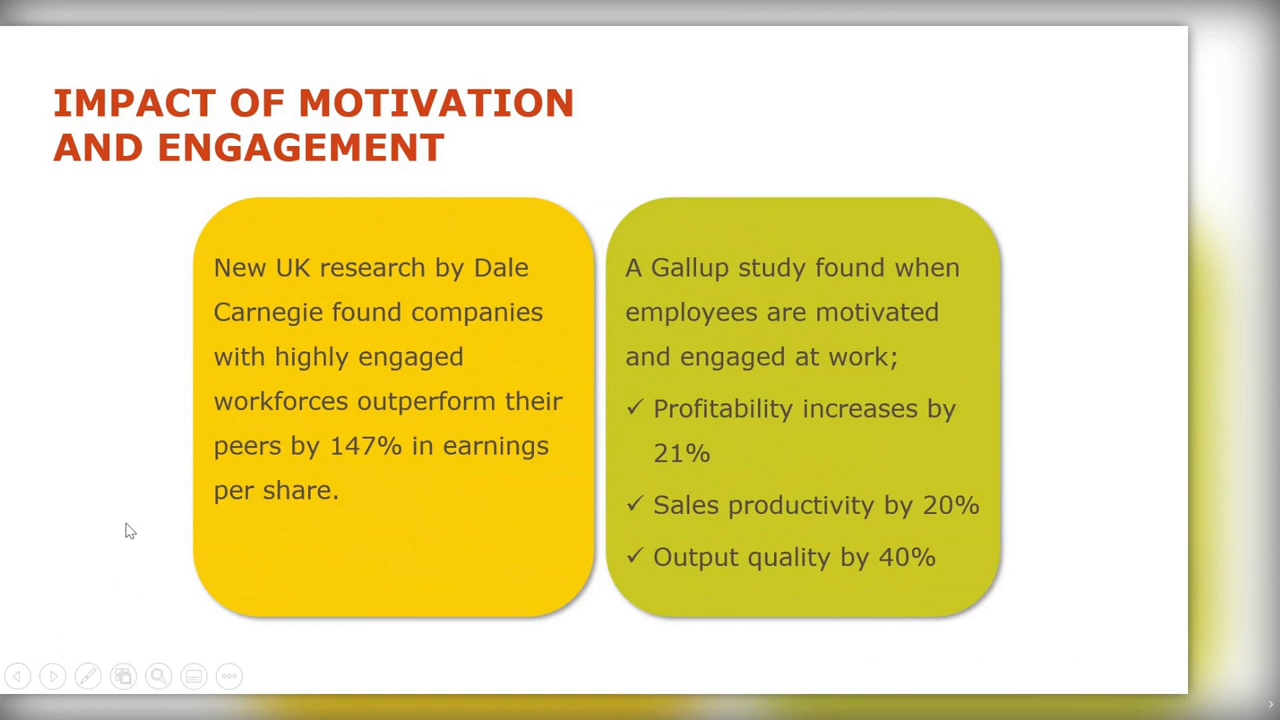 IMPACT OF MOTIVATION
AND ENGAGEMENT
New UK research by Dale
Carnegie found companies
with highly engaged
workforces outperform their
peers by 147% in earnings
per share.
A Gallup study found when
employees are motivated
and engaged at work;
✓ Profitability increases by
21%
✓ Sales productivity by 20%
✓ Output quality by 40%